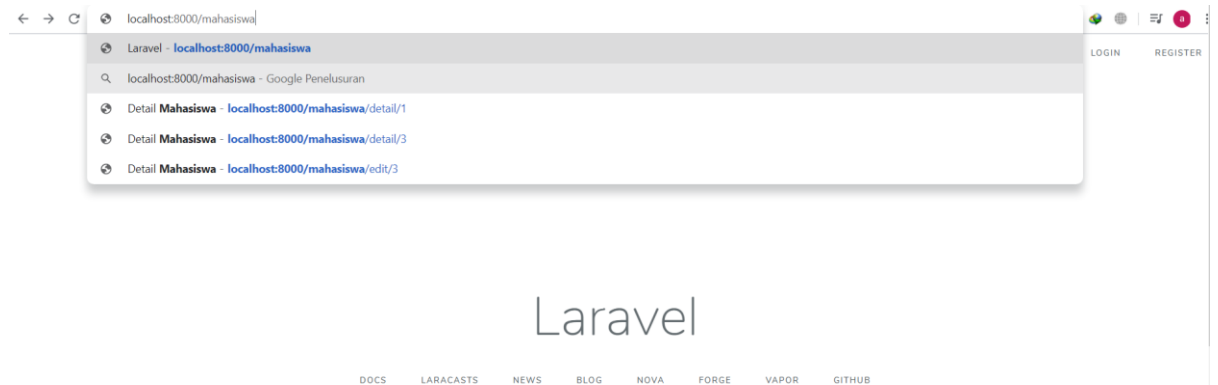 localhost:8000/mahasiswa
a
Laravel - localhost:8000/mahasiswa
LOGIN REGISTER
localhost:8000/mahasiswa - Google Penelusuran
Detail Mahasiswa - localhost:8000/mahasiswa/detail/1
Detail Mahasiswa - localhost:8000/mahasiswa/detail/3
Detail Mahasiswa - localhost:8000/mahasiswa/edit/3
Laravel
DOCS LARACASTS NEWS BLOG NOVA FORGE VAPOR GITHUB